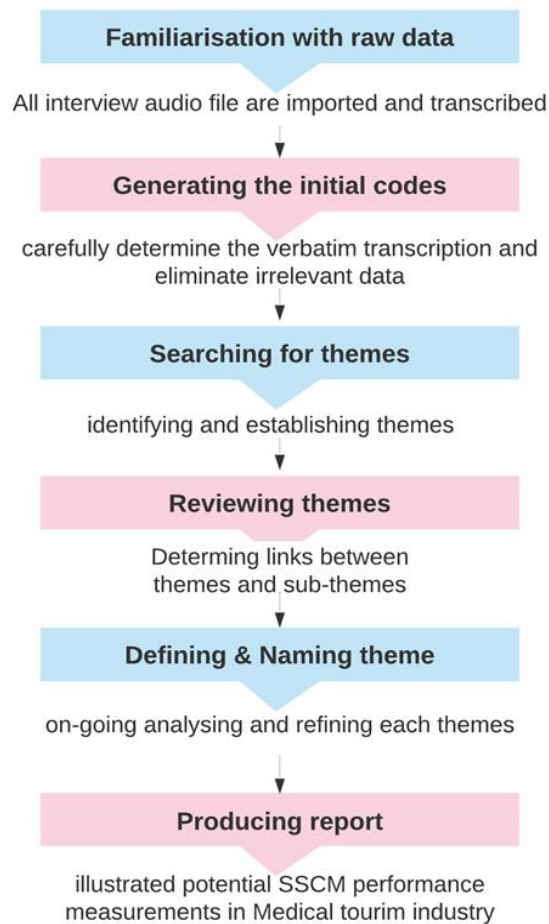 Familiarisation with raw data
All interview audio file are imported and transcribed
Generating the initial codes
carefully determine the verbatim transcription and
eliminate irrelevant data
Searching for themes
identifying and establishing themes
Reviewing themes
Determing links between
themes and sub-themes
Defining & Naming theme
on-going analysing and refining each themes
Producing report
illustrated potential SSCM performance
measurements in Medical tourim industry